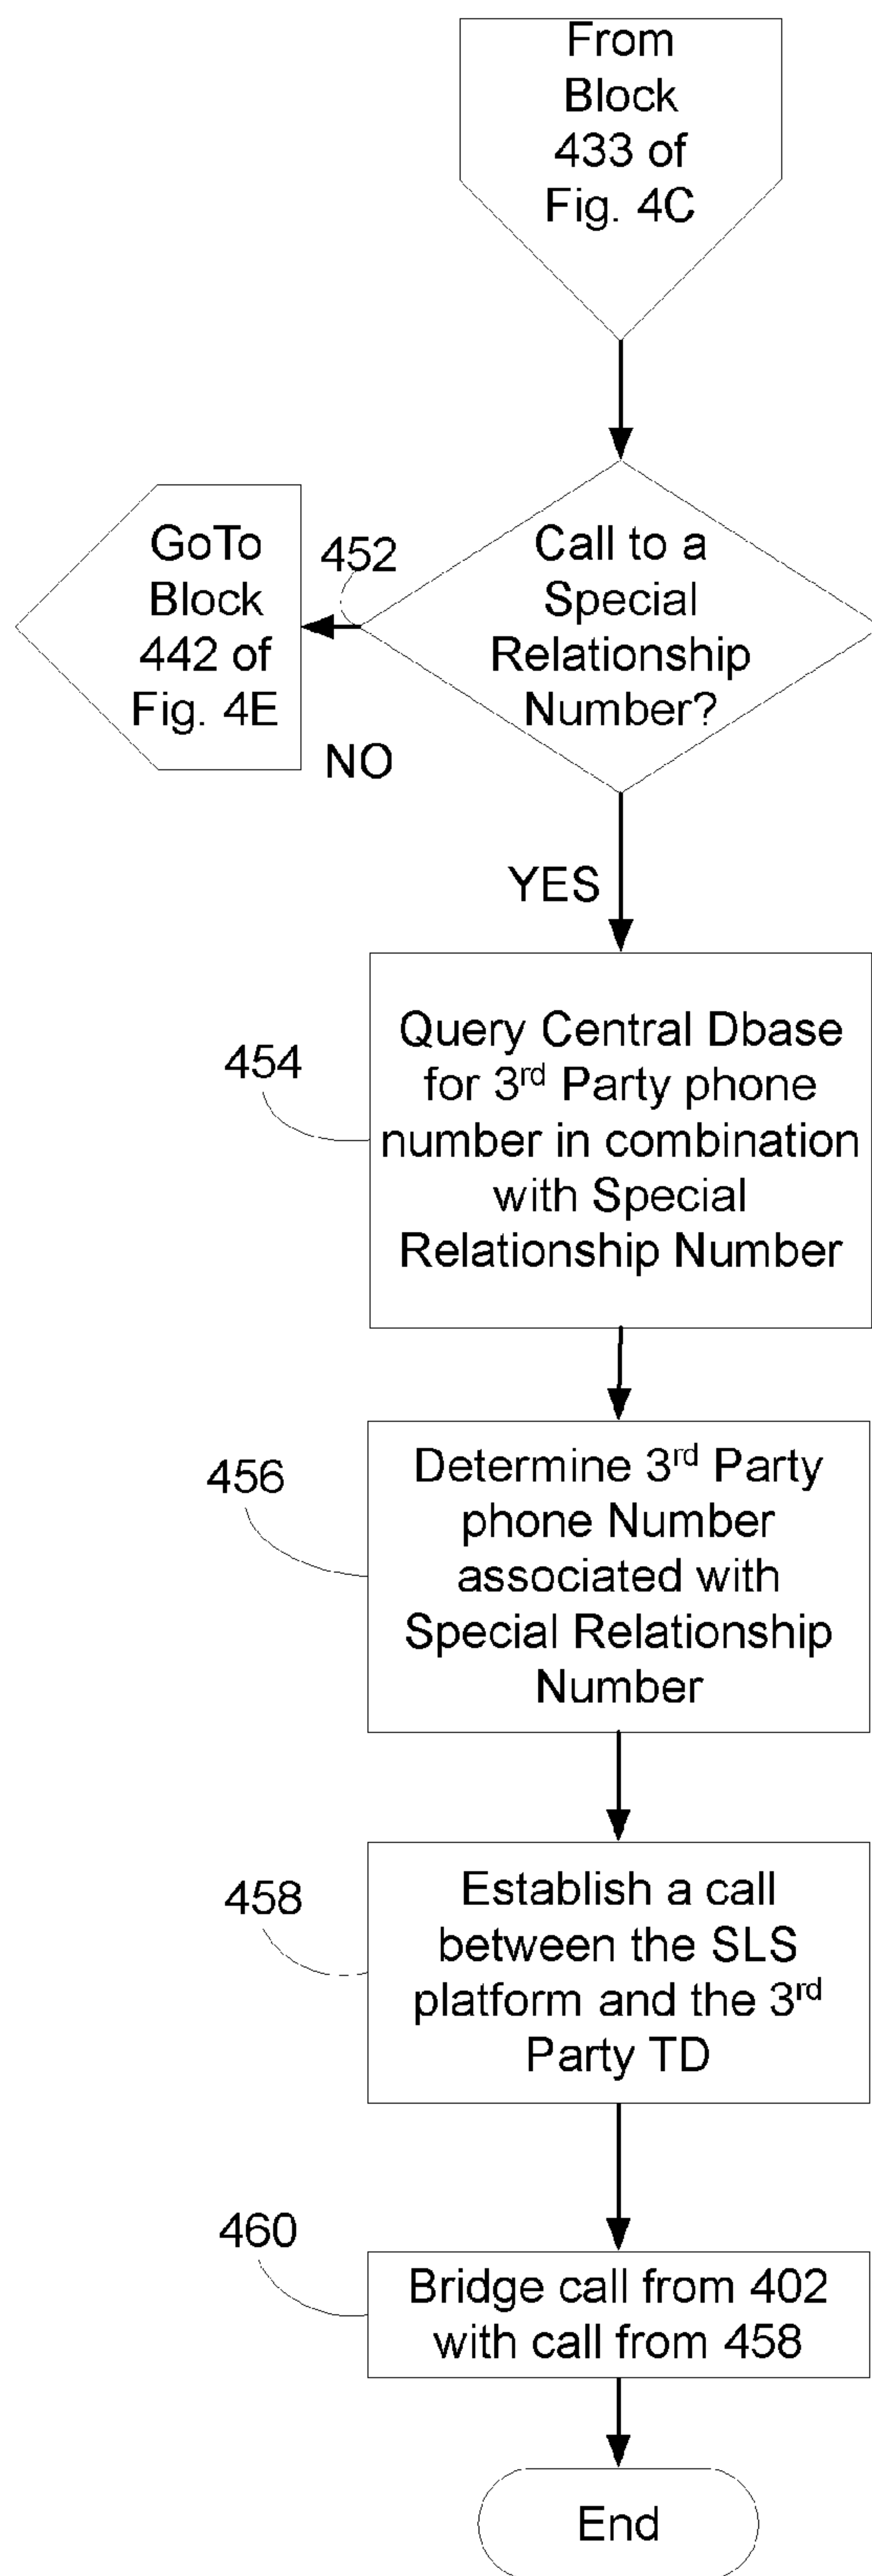 From
Block
433 of
Fig. 4C
GoTo
Block
442 of
Fig. 4E
452
NO
Call to a
Special
Relationship
Number?
YES
454
Query Central Dbase
for 3rd Party phone
number in combination
with Special
Relationship Number
456
Determine 3rd Party
phone Number
associated with
Special Relationship
Number
458
Establish a call
between the SLS
platform and the 3rd
Party TD
460
Bridge call from 402
with call from 458
End